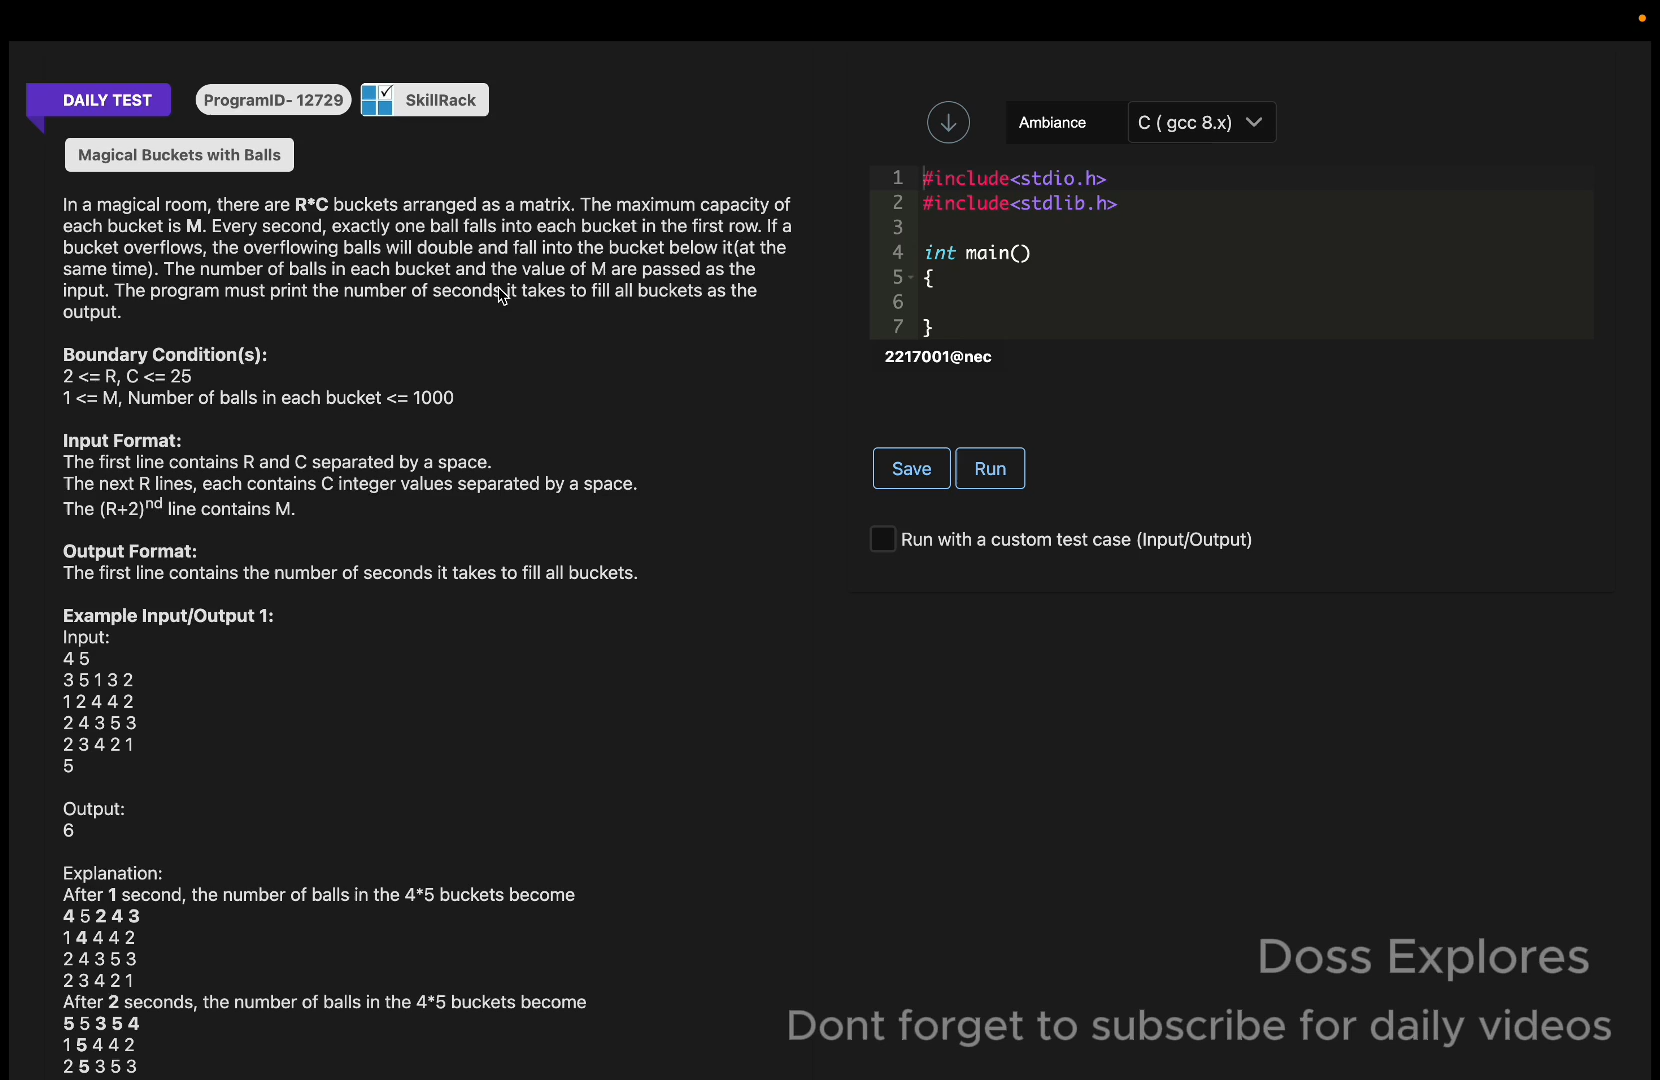 DAILY TEST
ProgramID- 12729
SkillRack
Magical Buckets with Balls
In a magical room, there are R*C buckets arranged as a matrix. The maximum capacity of
each bucket is M. Every second, exactly one ball falls into each bucket in the first row. If a
bucket overflows, the overflowing balls will double and fall into the bucket below it(at the
same time). The number of balls in each bucket and the value of M are passed as the
input. The program must print the number of seconds it takes to fill all buckets as the
output.
Boundary Condition(s):
2 <= R, C <= 25
1 <= M, Number of balls in each bucket <= 1000
Input Format:
The first line contains R and C separated by a space.
The next R lines, each contains C integer values separated by a space.
The (R+2)nd line contains M.
Output Format:
The first line contains the number of seconds it takes to fill all buckets.
Example Input/Output 1:
Input:
4 5
3 5 1 3 2
1 2 4 4 2
2 4 3 5 3
2 3 4 2 1
5
Output:
6
Explanation:
After 1 second, the number of balls in the 4*5 buckets become
4 5 2 4 3
1 4 4 4 2
2 4 3 5 3
2 3 4 2 1
After 2 seconds, the number of balls in the 4*5 buckets become
5 5 3 5 4
1 5 4 4 2
2 5 3 5 3
Ambiance
C ( gcc 8.x)
1 #include<stdio.h>
2 #include<stdlib.h>
3
4 int main()
5 {
6
7 }
2217001@nec
Save
Run
Run with a custom test case (Input/Output)
Doss Explores
Dont forget to subscribe for daily videos